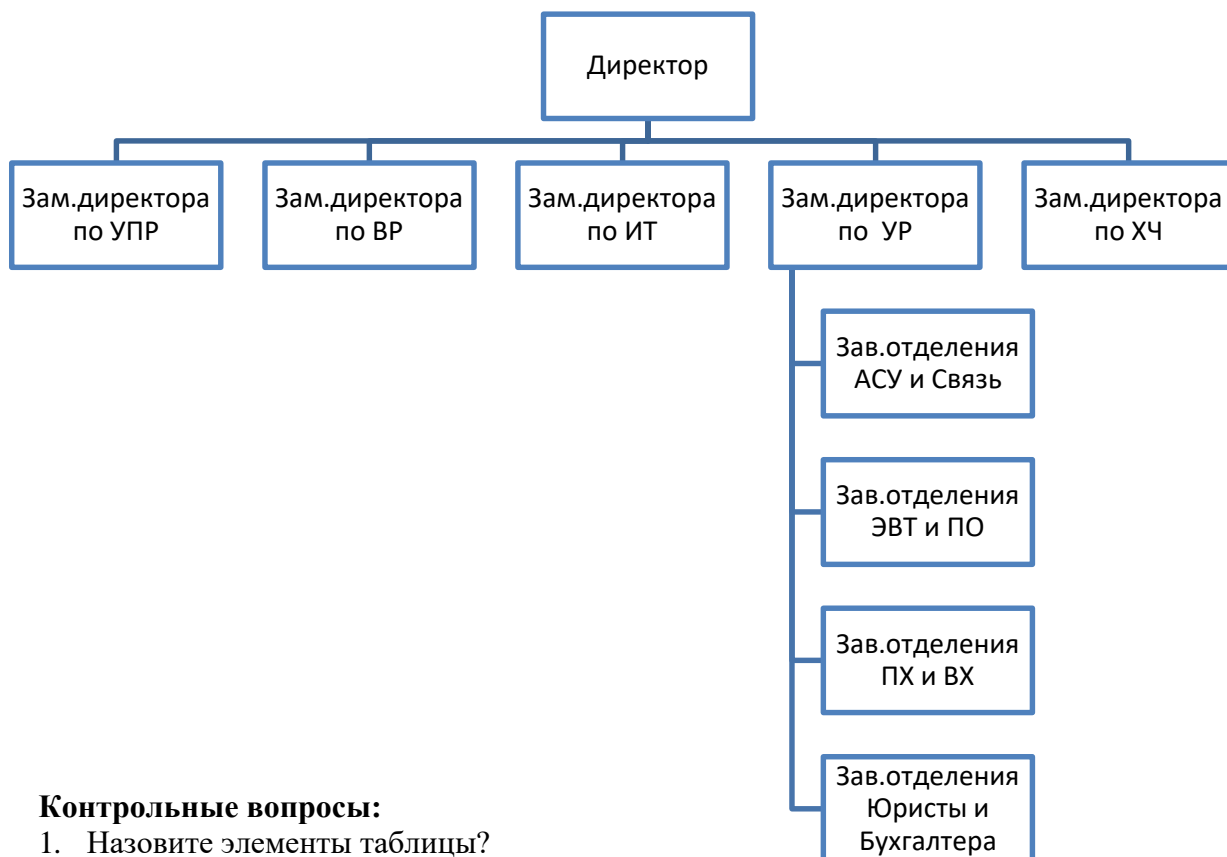 Директор
Зам.директора
по УПР
Зам.директора
по ВР
Зам.директора
по ИТ
Зам.директора
по  УР
Зам.директора
по ХЧ
Зав.отделения
АСУ и Связь
Зав.отделения
ЭВТ и ПО
Зав.отделения
ПХ и ВХ
Зав.отделения
Юристы и
Бухгалтера
Контрольные вопросы:
1. Назовите элементы таблицы?